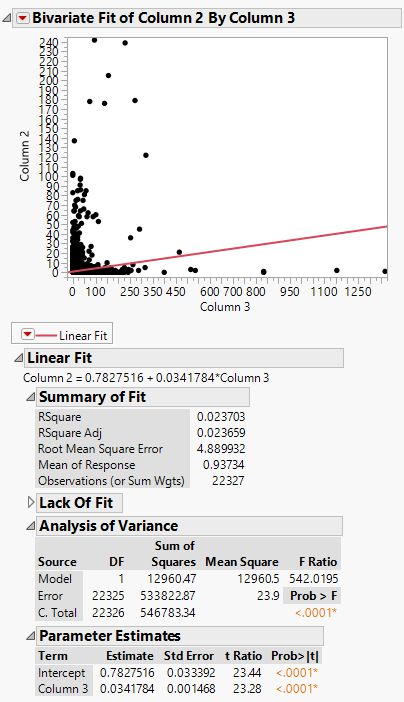 Bivariate Fit of Column 2 By Column 3
240
230
220
210
200
190
180
170
160
150
140
130
120
110
100
90
80
70
60
50
40
30
20
10
0
Column 2
0 100 250 350 450 600 700 800 950 1100 1250
Column 3
Linear Fit
Linear Fit
Column 2 = 0.7827516 + 0.0341784*Column 3
Summary of Fit
RSquare 0.023703
RSquare Adj 0.023659
Root Mean Square Error 4.889932
Mean of Response 0.93734
Observations (or Sum Wgts) 22327
Lack Of Fit
Analysis of Variance
Sum of
Source DF Squares Mean Square F Ratio
Model 1 12960.47 12960.5 542.0195
Error 22325 533822.87 23.9 Prob > F
C. Total 22326 546783.34 <.0001*
Parameter Estimates
Term Estimate Std Error t Ratio Prob>|t|
Intercept 0.7827516 0.033392 23.44 <.0001*
Column 3 0.0341784 0.001468 23.28 <.0001*